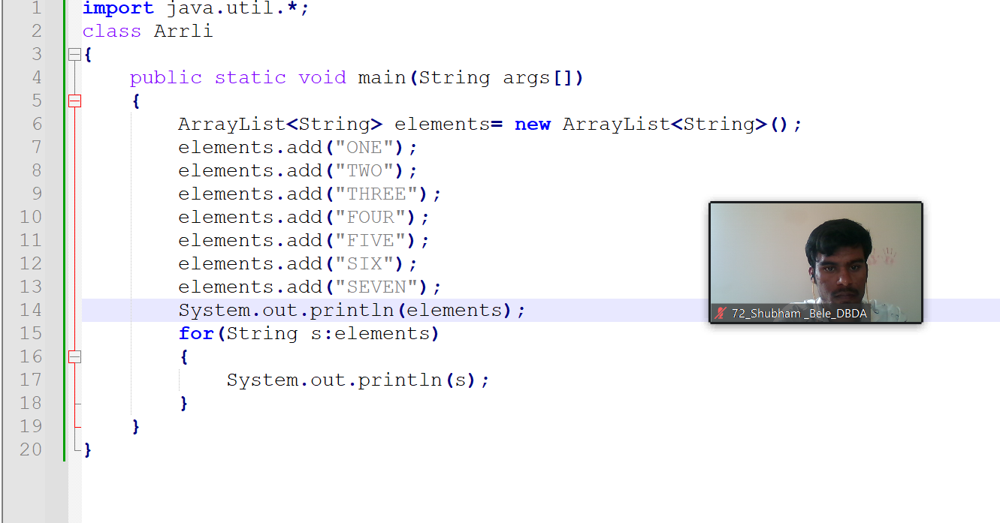 1 import java.util.*;
2 class Arrli
3 {
4 public static void main(String args[])
5 {
6 ArrayList<String> elements= new ArrayList<String>();
7 elements.add("ONE");
8 elements.add("TWO");
9 elements.add("THREE");
10 elements.add("FOUR");
11 elements.add("FIVE");
12 elements.add("SIX");
13 elements.add("SEVEN");
14 System.out.println(elements);
15 for(String s:elements)
16 {
17 System.out.println(s);
18 }
19 }
20 }
72_Shubham _Bele_DBDA